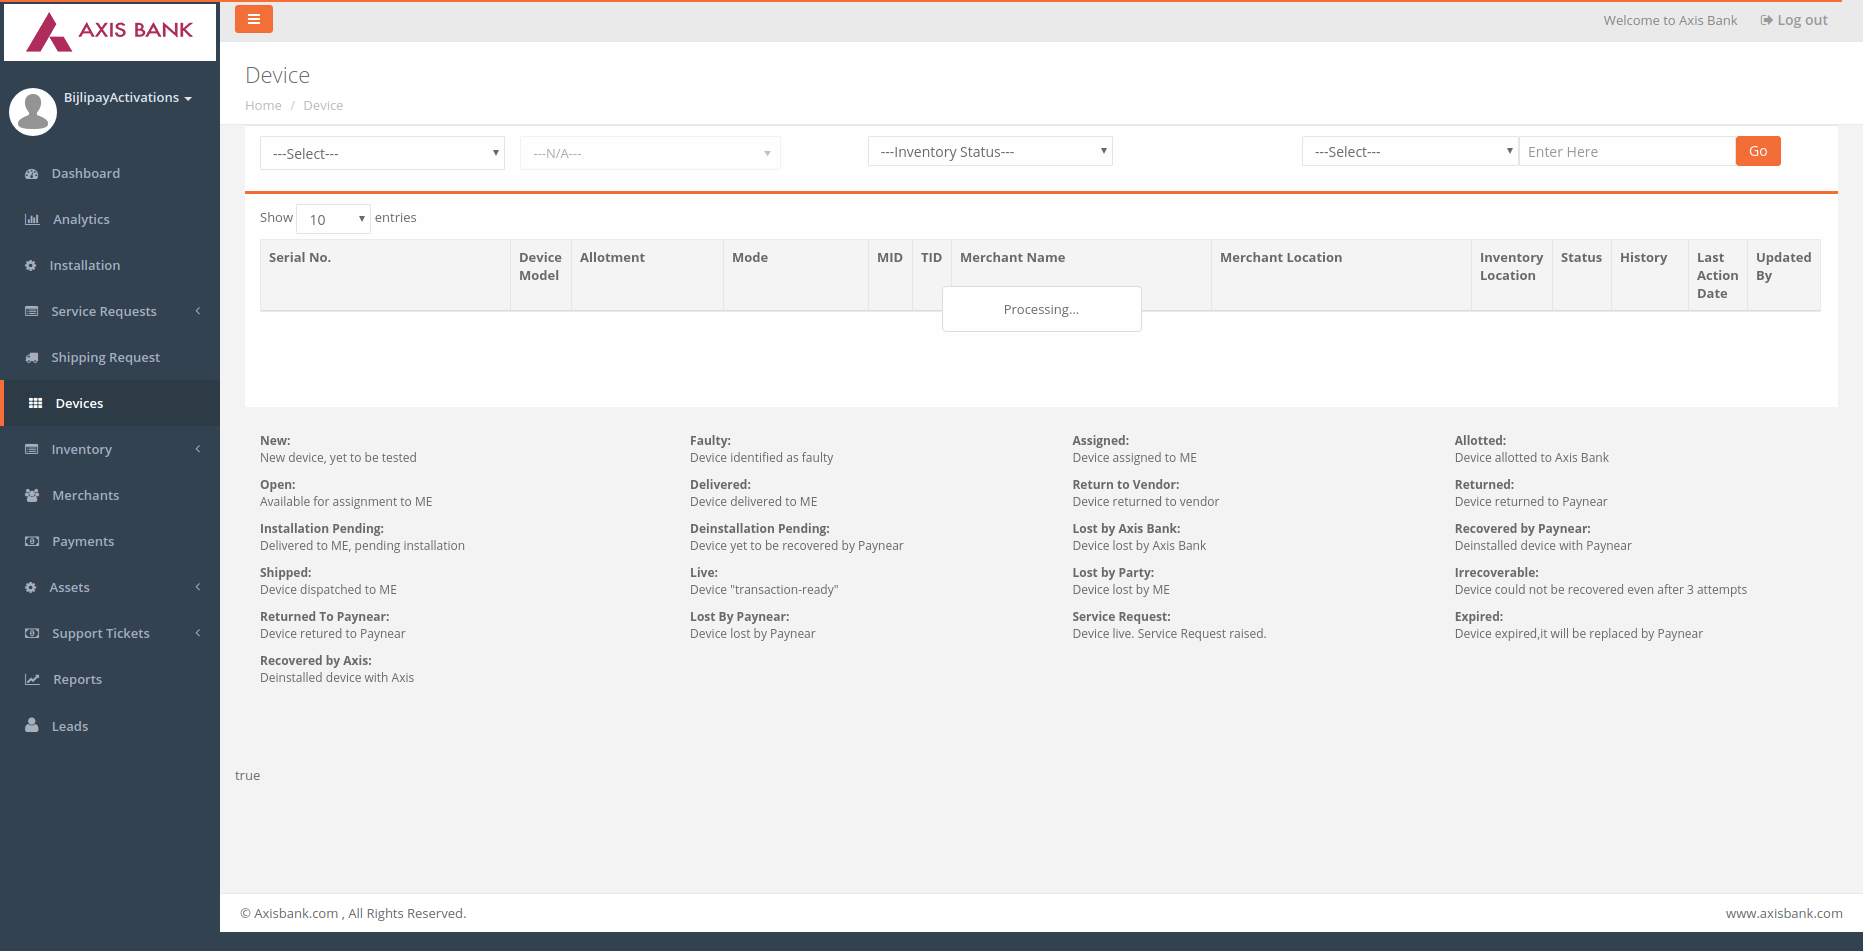 AXIS BANK
Welcome to Axis Bank
Log out
BijlipayActivations
Dashboard
Analytics
Installation
Service Requests
Shipping Request
Devices
Inventory
Merchants
Payments
Assets
Support Tickets
Reports
Leads
Device
Home / Device
---Select---
---N/A---
---Inventory Status---
---Select---
Enter Here
Go
Show 10 entries
Serial No.
Device
Model
Allotment
Mode
MID
TID
Merchant Name
Merchant Location
Inventory
Location
Status
History
Last
Action
Date
Updated
By
Processing...
New:
New device, yet to be tested
Faulty:
Device identified as faulty
Assigned:
Device assigned to ME
Allotted:
Device allotted to Axis Bank
Open:
Available for assignment to ME
Delivered:
Device delivered to ME
Return to Vendor:
Device returned to vendor
Returned:
Device returned to Paynear
Installation Pending:
Delivered to ME, pending installation
Deinstallation Pending:
Device yet to be recovered by Paynear
Lost by Axis Bank:
Device lost by Axis Bank
Recovered by Paynear:
Deinstalled device with Paynear
Shipped:
Device dispatched to ME
Live:
Device "transaction-ready"
Lost by Party:
Device lost by ME
Irrecoverable:
Device could not be recovered even after 3 attempts
Returned To Paynear:
Device retured to Paynear
Lost By Paynear:
Device lost by Paynear
Service Request:
Device live. Service Request raised.
Expired:
Device expired,it will be replaced by Paynear
Recovered by Axis:
Deinstalled device with Axis
true
© Axisbank.com , All Rights Reserved.
www.axisbank.com